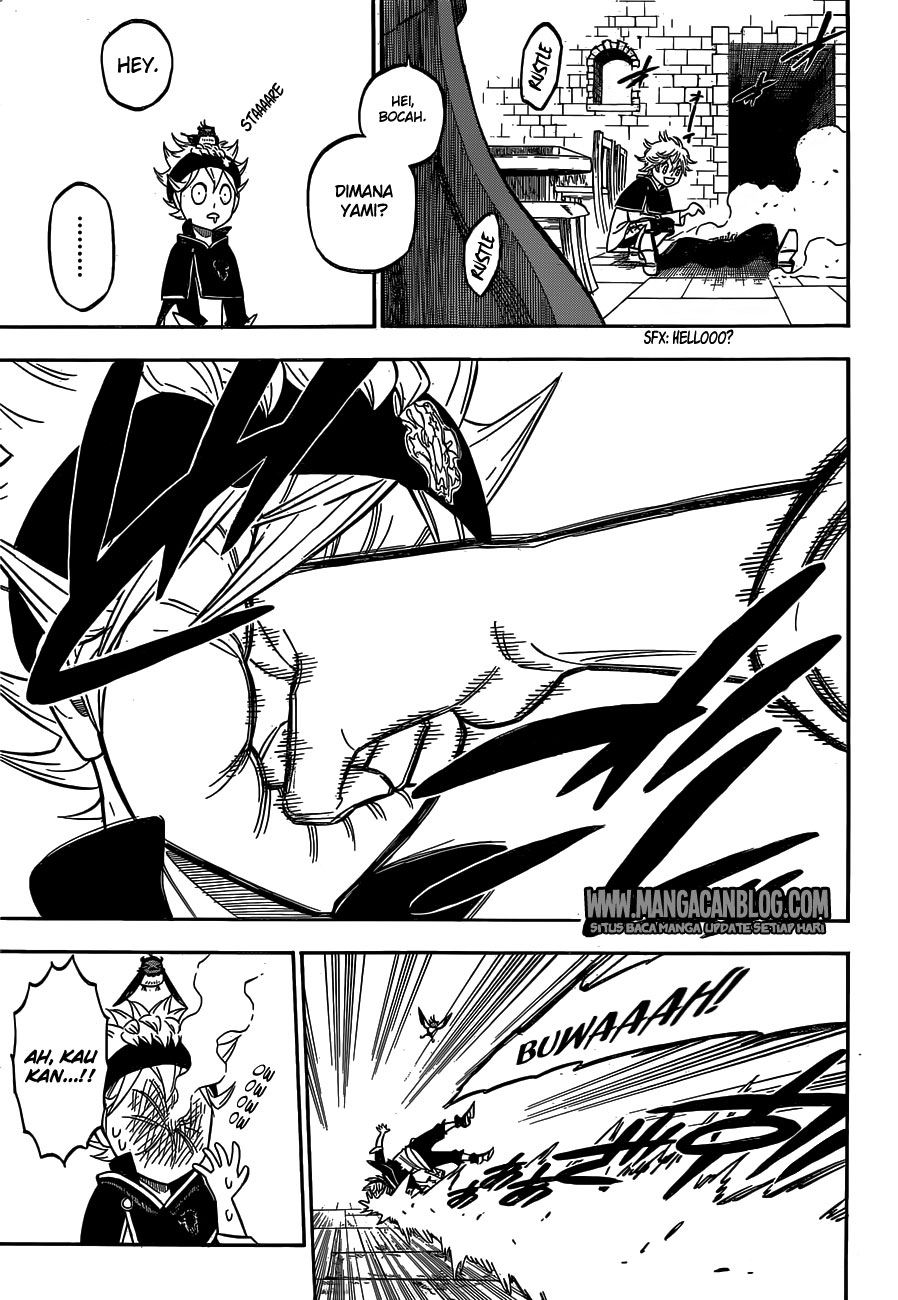 RUSTLE
HEI,
BOCAH.
DIMANA
YAMI?
RUSTLE
SFX: HELLOOO?
HEY.
STAAAARE
.........
WWW.MANGACANBLOG.COM
SITUS BACA MANGA UPDATE SETIAP HARI
BUWAAAAH!
AH, KAU
KAN...!!
OW
OW
OW
OW